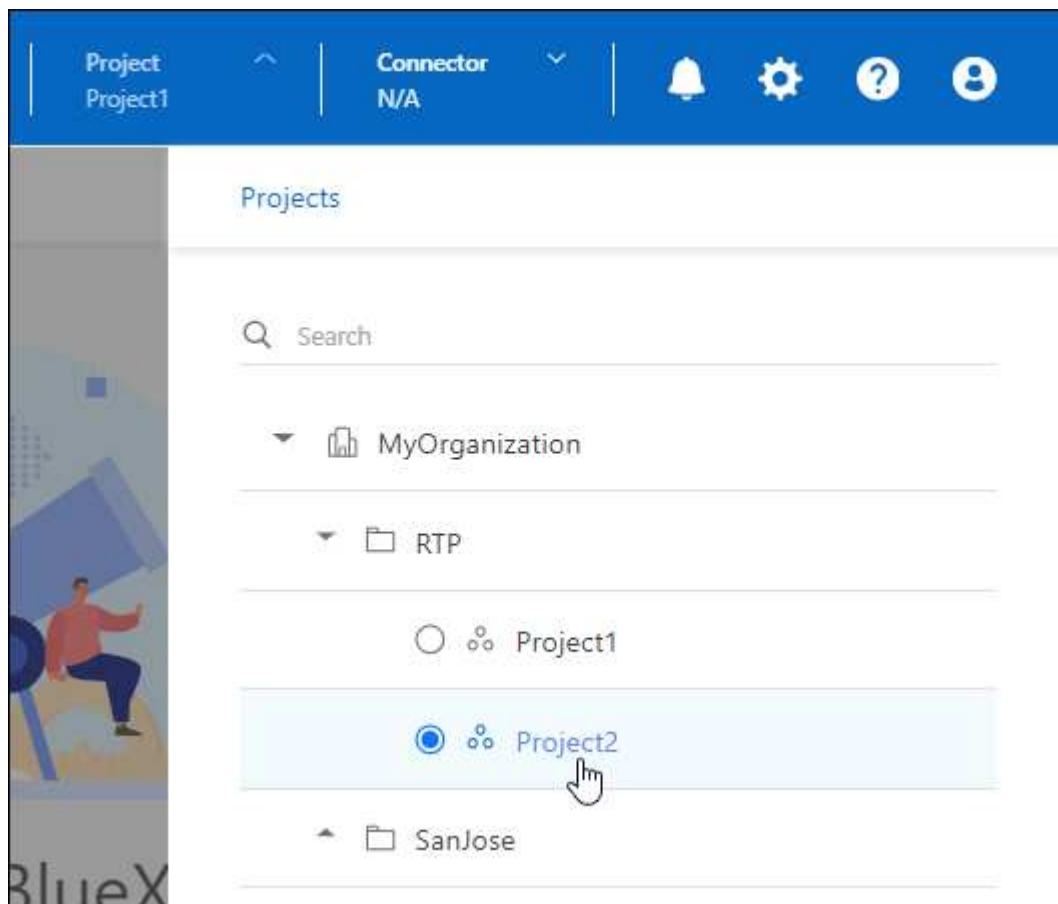 Project
Project1
Connector
N/A
Projects
Search
MyOrganization
RTP
Project1
Project2
SanJose
BlueX